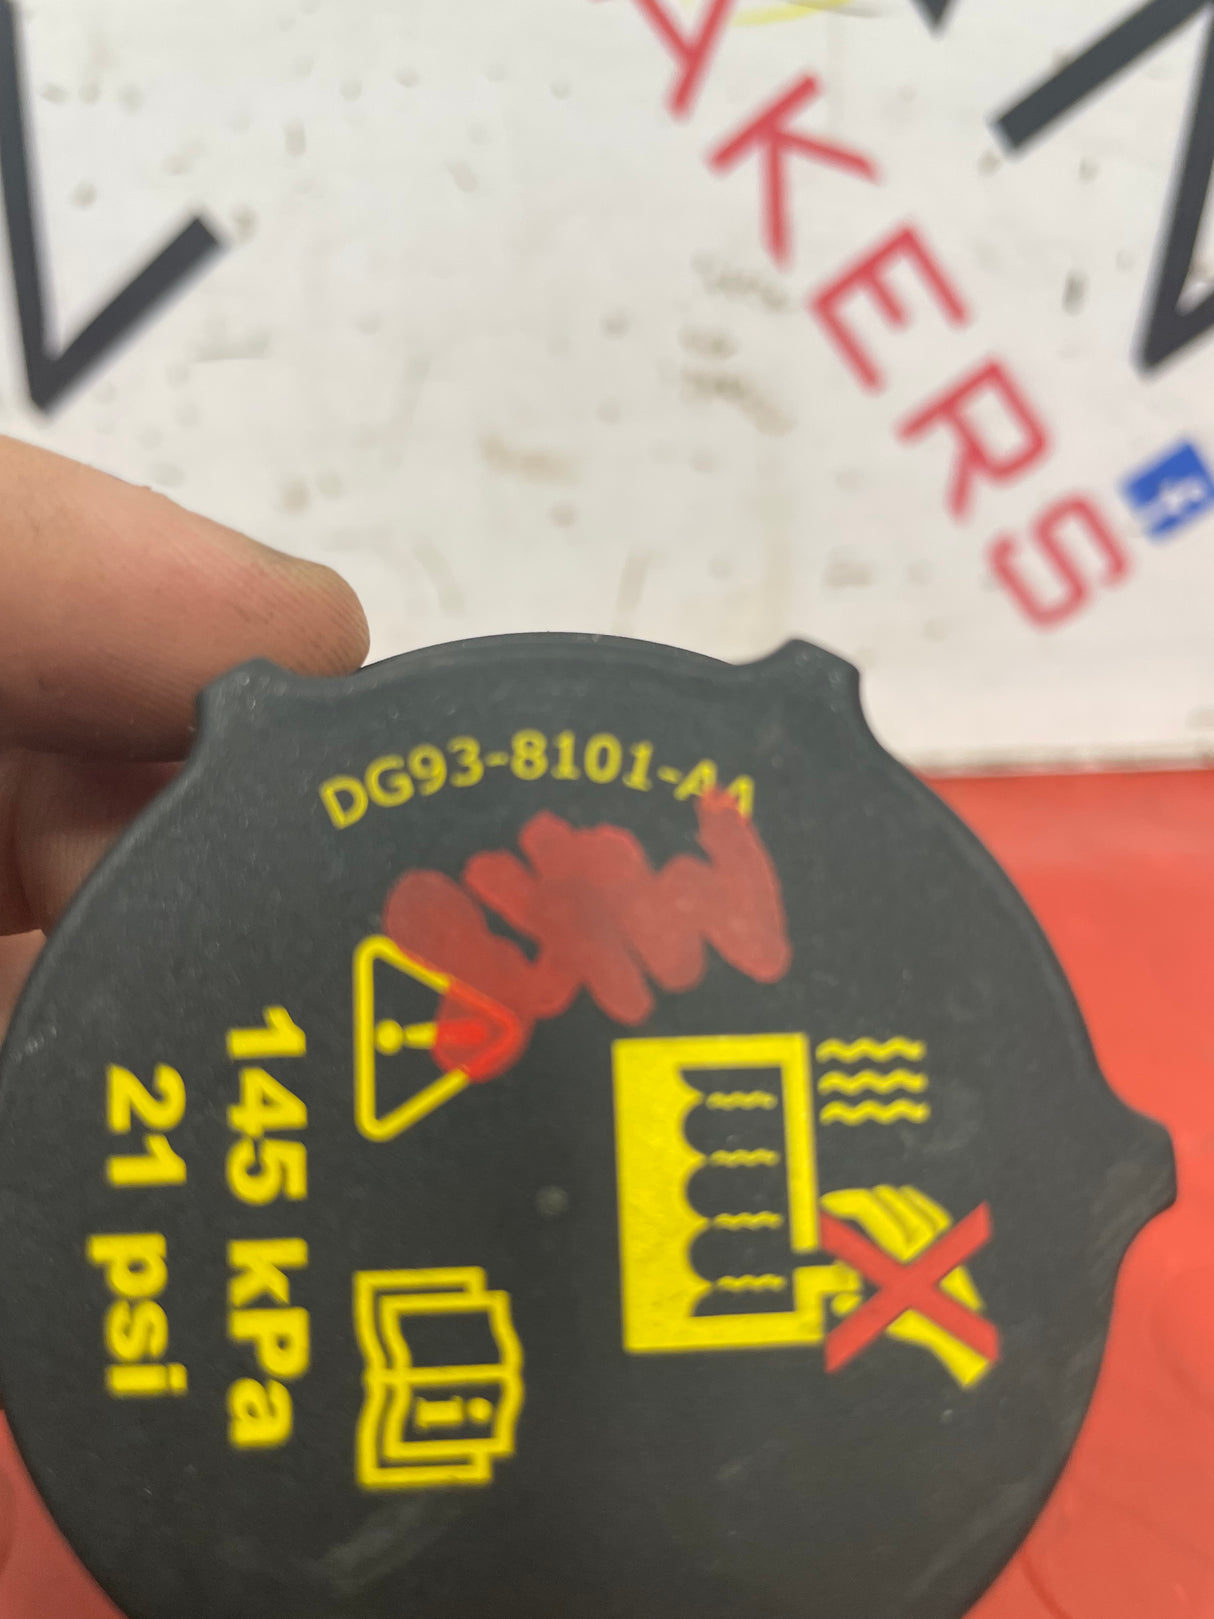 AKERS
DG93-8101-AA
145 kPa
21 psi
i